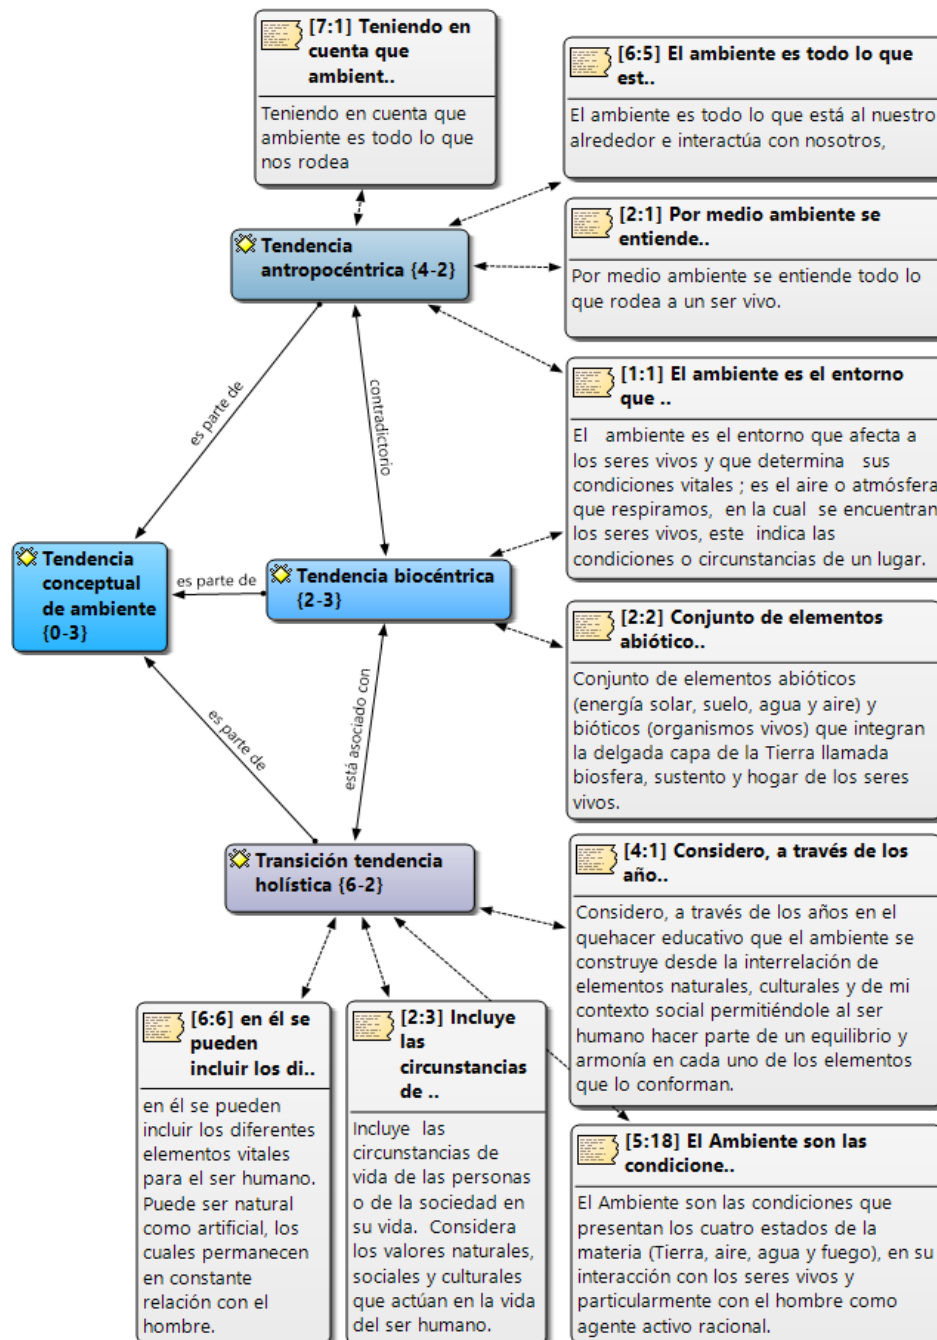 [7:1] Teniendo en
cuenta que
ambient..
Teniendo en cuenta que
ambiente es todo lo que
nos rodea
[6:5] El ambiente es todo lo que
est..
El ambiente es todo lo que está al nuestro
alrededor e interactúa con nosotros,
Tendencia
antropocéntrica {4-2}
[2:1] Por medio ambiente se
entiende..
Por medio ambiente se entiende todo lo
que rodea a un ser vivo.
es parte de
contradictorio
[1:1] El ambiente es el entorno
que ..
El ambiente es el entorno que afecta a
los seres vivos y que determina sus
condiciones vitales ; es el aire o atmósfera
que respiramos, en la cual se encuentran
los seres vivos, este indica las
condiciones o circunstancias de un lugar.
Tendencia
conceptual
de ambiente
{0-3}
es parte de
Tendencia biocéntrica
{2-3}
[2:2] Conjunto de elementos
abiótico..
Conjunto de elementos abióticos
(energía solar, suelo, agua y aire) y
bióticos (organismos vivos) que integran
la delgada capa de la Tierra llamada
biosfera, sustento y hogar de los seres
vivos.
es parte de
está asociado con
Transición tendencia
holística {6-2}
[4:1] Considero, a través de los
año..
Considero, a través de los años en el
quehacer educativo que el ambiente se
construye desde la interrelación de
elementos naturales, culturales y de mi
contexto social permitiéndole al ser
humano hacer parte de un equilibrio y
armonía en cada uno de los elementos
que lo conforman.
[6:6] en él se
pueden
incluir los di..
en él se pueden
incluir los diferentes
elementos vitales
para el ser humano.
Puede ser natural
como artificial, los
cuales permanecen
en constante
relación con el
hombre.
[2:3] Incluye
las
circunstancias
de ..
Incluye las
circunstancias de
vida de las personas
o de la sociedad en
su vida. Considera
los valores naturales,
sociales y culturales
que actúan en la vida
del ser humano.
[5:18] El Ambiente son las
condicione..
El Ambiente son las condiciones que
presentan los cuatro estados de la
materia (Tierra, aire, agua y fuego), en su
interacción con los seres vivos y
particularmente con el hombre como
agente activo racional.